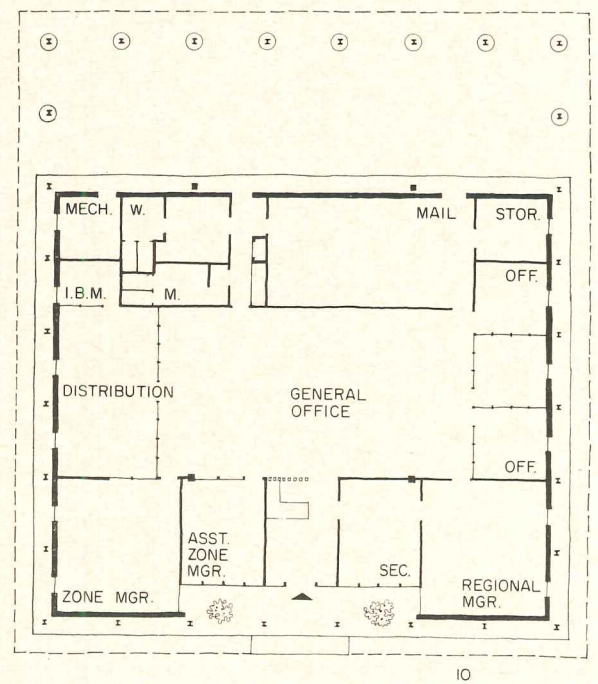 MECH.
W.
MAIL
STOR.
OFF.
I.B.M.
M.
DISTRIBUTION
GENERAL
OFFICE
OFF.
ASST.
ZONE
MGR.
SEC.
ZONE MGR.
REGIONAL
MGR.
10